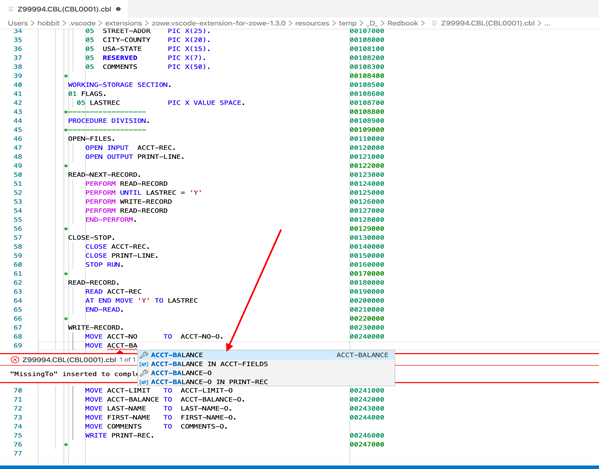 Z99994.CBL(CBL0001).cbl
Users > hobbit > .vscode > extensions > zowe.vscode-extension-for-zowe-1.3.0 > resources > temp > _D_ > Redbook > Z99994.CBL(CBL0001).cbl > ...
34 05 STREET-ADDR PIC X(25). 00107000
35 05 CITY-COUNTY PIC X(20). 00108000
36 05 USA-STATE PIC X(15). 00108100
37 05 RESERVED PIC X(7). 00108200
38 05 COMMENTS PIC X(50). 00108300
39 * 00108400
40 WORKING-STORAGE SECTION. 00108500
41 01 FLAGS. 00108600
42 05 LASTREC PIC X VALUE SPACE. 00108700
43 *------------------ 00108800
44 PROCEDURE DIVISION. 00108900
45 *------------------ 00109000
46 OPEN-FILES. 00110000
47 OPEN INPUT ACCT-REC. 00120000
48 OPEN OUTPUT PRINT-LINE. 00121000
49 * 00122000
50 READ-NEXT-RECORD. 00123000
51 PERFORM READ-RECORD 00124000
52 PERFORM UNTIL LASTREC = 'Y' 00125000
53 PERFORM WRITE-RECORD 00126000
54 PERFORM READ-RECORD 00127000
55 END-PERFORM. 00128000
56 * 00129000
57 CLOSE-STOP. 00130000
58 CLOSE ACCT-REC. 00140000
59 CLOSE PRINT-LINE. 00150000
60 STOP RUN. 00160000
61 * 00170000
62 READ-RECORD. 00180000
63 READ ACCT-REC 00190000
64 AT END MOVE 'Y' TO LASTREC 00200000
65 END-READ. 00210000
66 * 00220000
67 WRITE-RECORD. 00230000
68 MOVE ACCT-NO TO ACCT-NO-O. 00240000
69 MOVE ACCT-BA
ACCT-BALANCE ACCT-BALANCE
Z99994.CBL(CBL0001).cbl 1 of 1
ACCT-BALANCE IN ACCT-FIELDS
ACCT-BALANCE-O
"MissingTo" inserted to comple
ACCT-BALANCE-O IN PRINT-REC
70 MOVE ACCT-LIMIT TO ACCT-LIMIT-O 00241000
71 MOVE ACCT-BALANCE TO ACCT-BALANCE-O. 00242000
72 MOVE LAST-NAME TO LAST-NAME-O. 00243000
73 MOVE FIRST-NAME TO FIRST-NAME-O. 00244000
74 MOVE COMMENTS TO COMMENTS-O.
75 WRITE PRINT-REC. 00246000
76 * 00247000
77